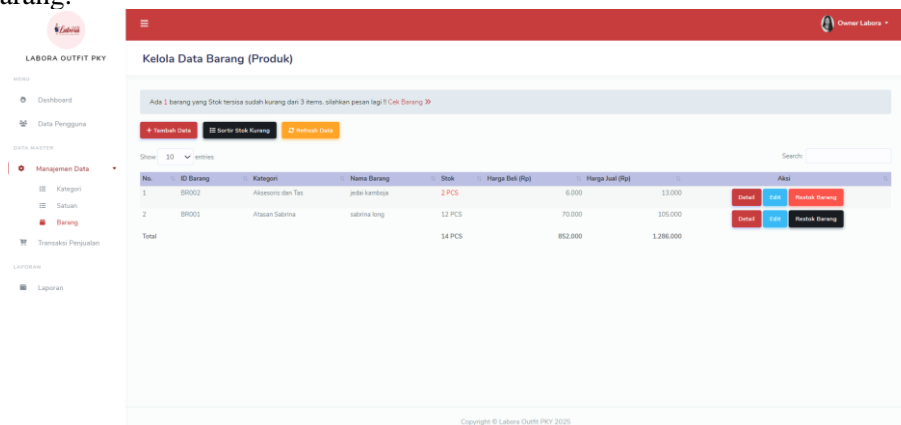 arang.
Labora
Owner Labora
LABORA OUTFIT PKY
Kelola Data Barang (Produk)
MENU
Dashboard
Data Pengguna
DATA MASTER
Manajemen Data
Kategori
Satuan
Barang
Transaksi Penjualan
LAPORAN
Laporan
Ada 1 barang yang Stok tersisa sudah kurang dari 3 items. silahkan pesan lagi !! Cek Barang »
+ Tambah Data Sortir Stok Kurang Refresh Data
Show 10 entries Search:
No. ID Barang Kategori Nama Barang Stok Harga Beli (Rp) Harga Jual (Rp) Aksi
1 BR002 Aksesoris dan Tas jedai kamboja 2 PCS 6.000 13.000 Detail Edit Restok Barang
2 BR001 Atasan Sabrina sabrina long 12 PCS 70.000 105.000 Detail Edit Restok Barang
Total 14 PCS 852.000 1.286.000
Copyright © Labora Outfit PKY 2025